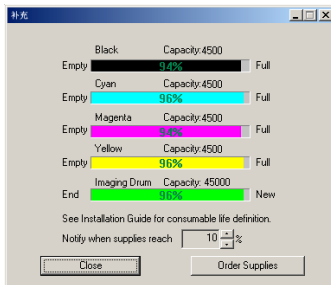 补充
Black Capacity:4500
Empty 94% Full
Cyan Capacity:4500
Empty 96% Full
Magenta Capacity:4500
Empty 94% Full
Yellow Capacity:4500
Empty 96% Full
Imaging Drum Capacity: 45000
End 96% New
See Installation Guide for consumable life definition.
Notify when supplies reach 10 %
Close Order Supplies